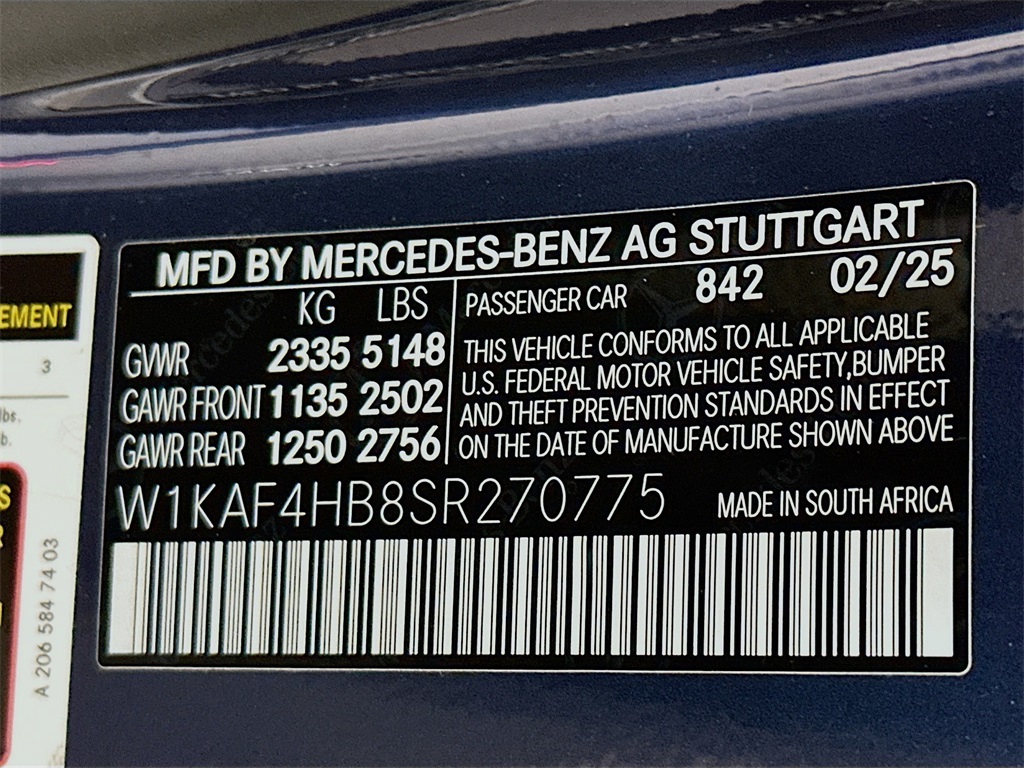 MFD BY MERCEDES-BENZ AG STUTTGART
KG LBS
GVWR 2335 5148
GAWR FRONT 1135 2502
GAWR REAR 1250 2756
PASSENGER CAR 842 02/25
THIS VEHICLE CONFORMS TO ALL APPLICABLE
U.S. FEDERAL MOTOR VEHICLE SAFETY, BUMPER
AND THEFT PREVENTION STANDARDS IN EFFECT
ON THE DATE OF MANUFACTURE SHOWN ABOVE
W1KAF4HB8SR270775
MADE IN SOUTH AFRICA
EMENT
3
lbs.
b.
A 206 584 74 03